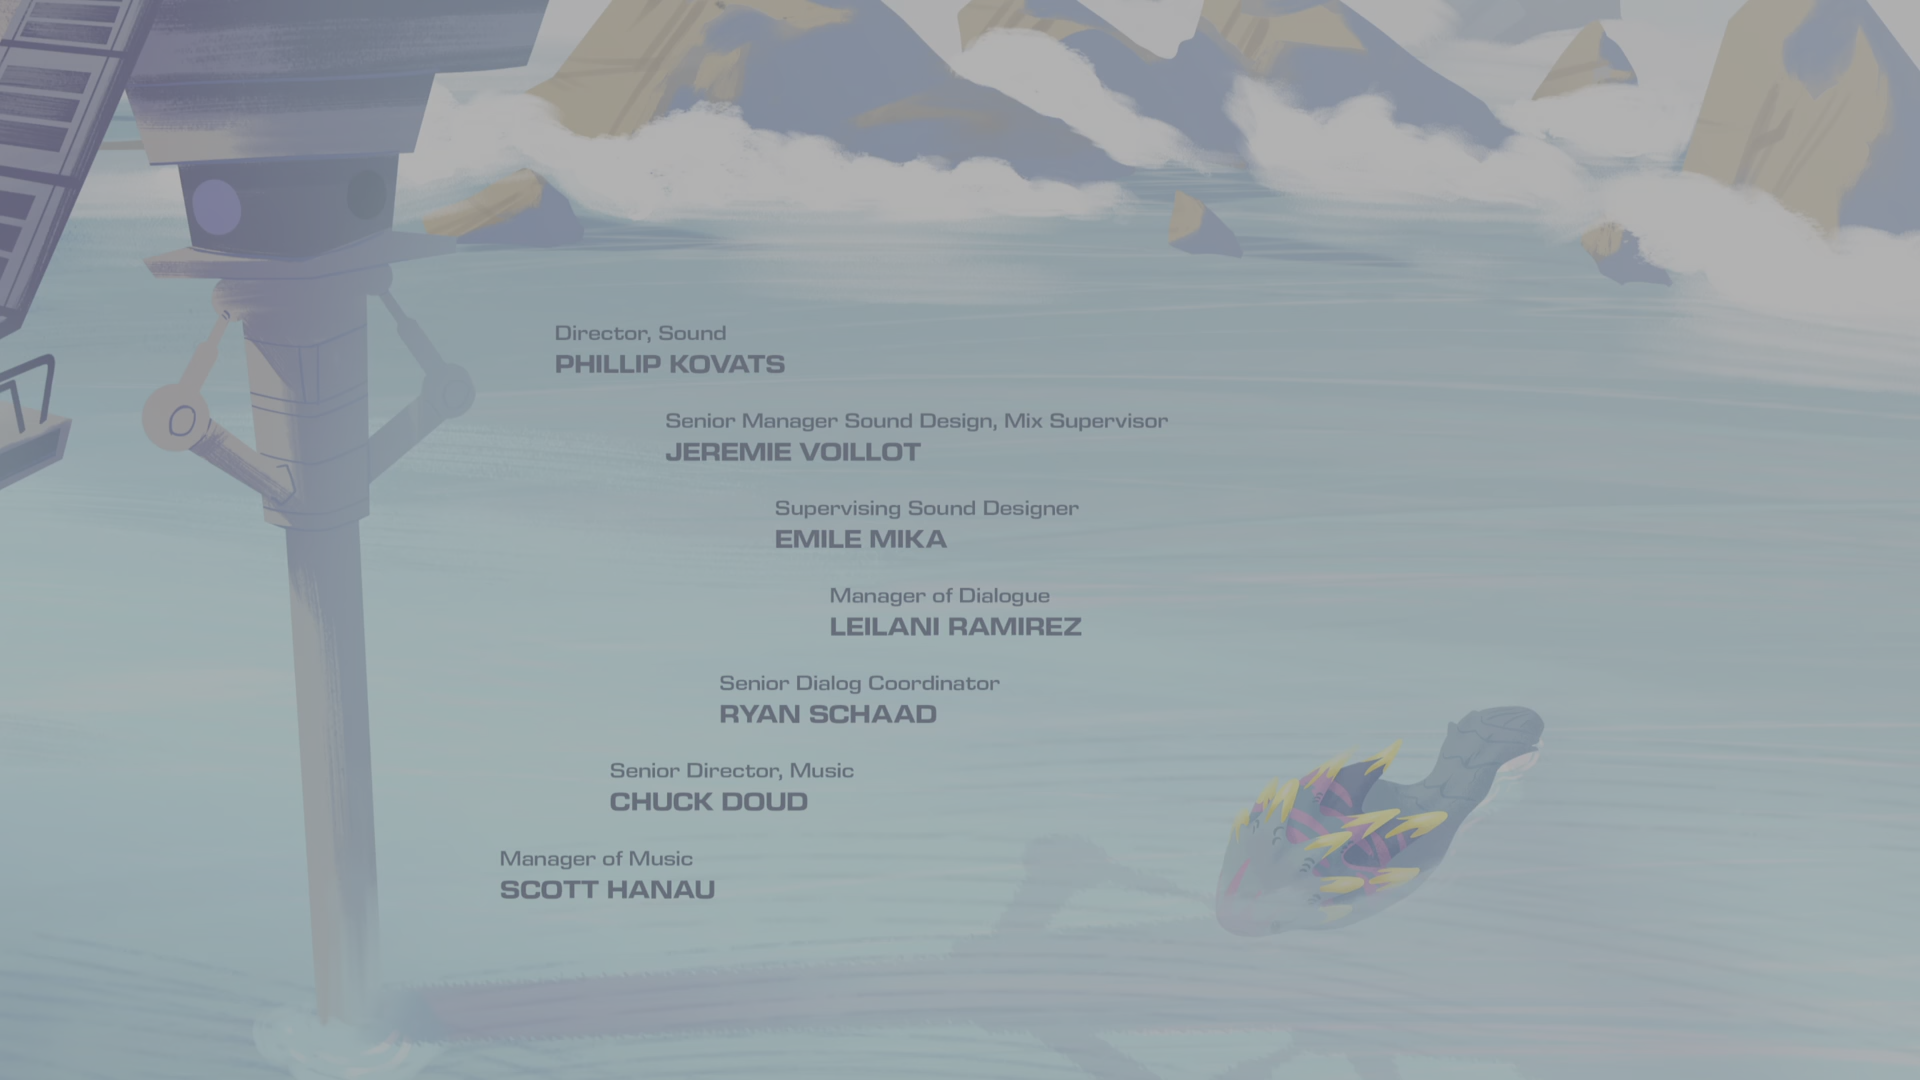 Director, Sound
PHILLIP KOVATS
Senior Manager Sound Design, Mix Supervisor
JEREMIE VOILLOT
Supervising Sound Designer
EMILE MIKA
Manager of Dialogue
LEILANI RAMIREZ
Senior Dialog Coordinator
RYAN SCHAAD
Senior Director, Music
CHUCK DOUD
Manager of Music
SCOTT HANAU